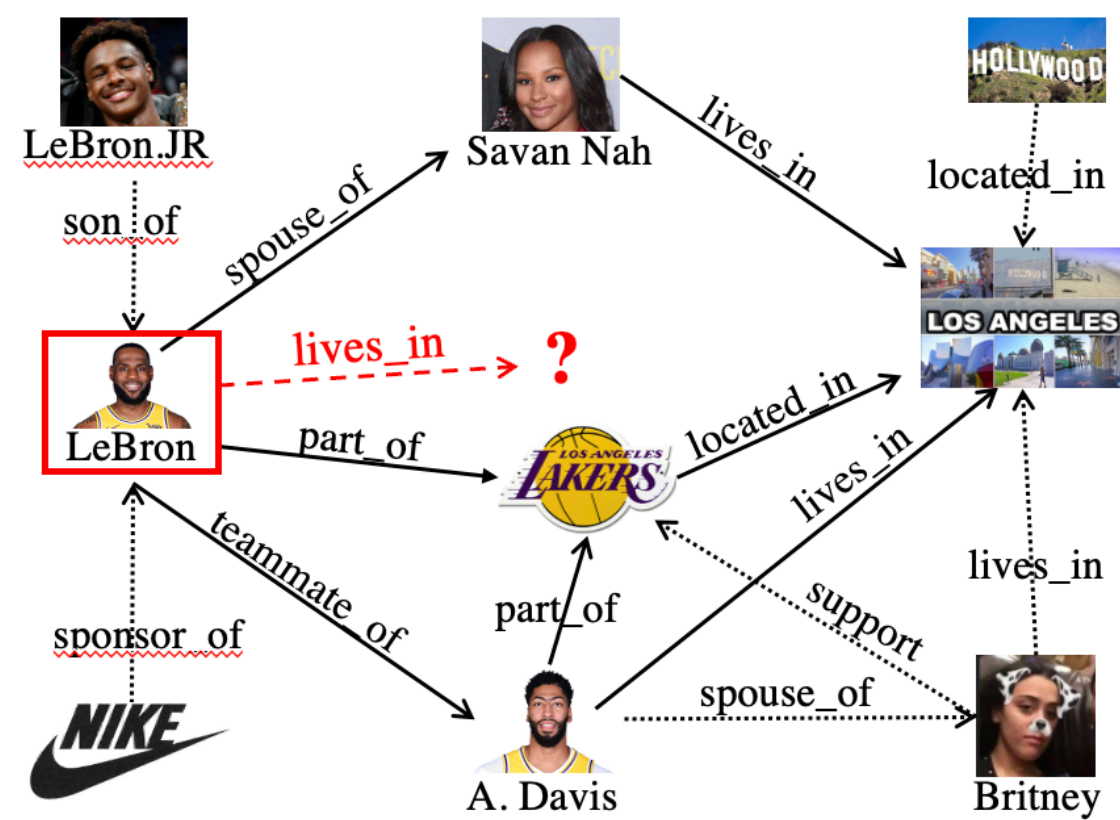 HOLLYWOOD
LeBron.JR
Savan Nah
lives_in
located_in
son_of
spouse_of
LOS ANGELES
lives_in
?
LeBron
part_of
LOS ANGELES
LAKERS
located_in
lives_in
teammate_of
part_of
support
lives_in
sponsor_of
spouse_of
NIKE
A. Davis
Britney